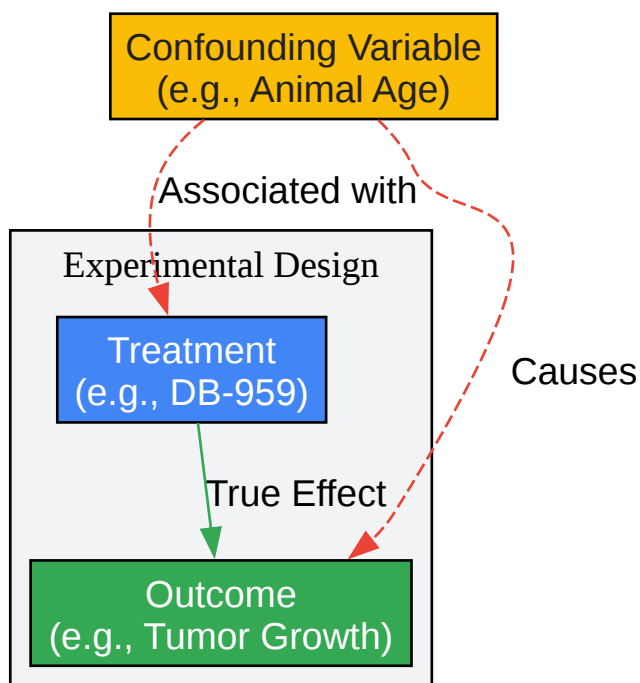 Confounding Variable
(e.g., Animal Age)
Associated with
Experimental Design
Treatment
(e.g., DB-959)
Causes
True Effect
Outcome
(e.g., Tumor Growth)